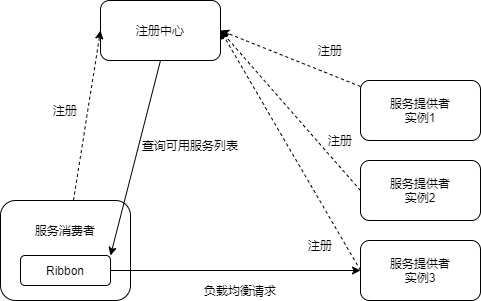 注册中心
注册
服务提供者
实例1
注册
注册
查询可用服务列表
服务提供者
实例2
服务消费者
注册
服务提供者
实例3
Ribbon
负载均衡请求